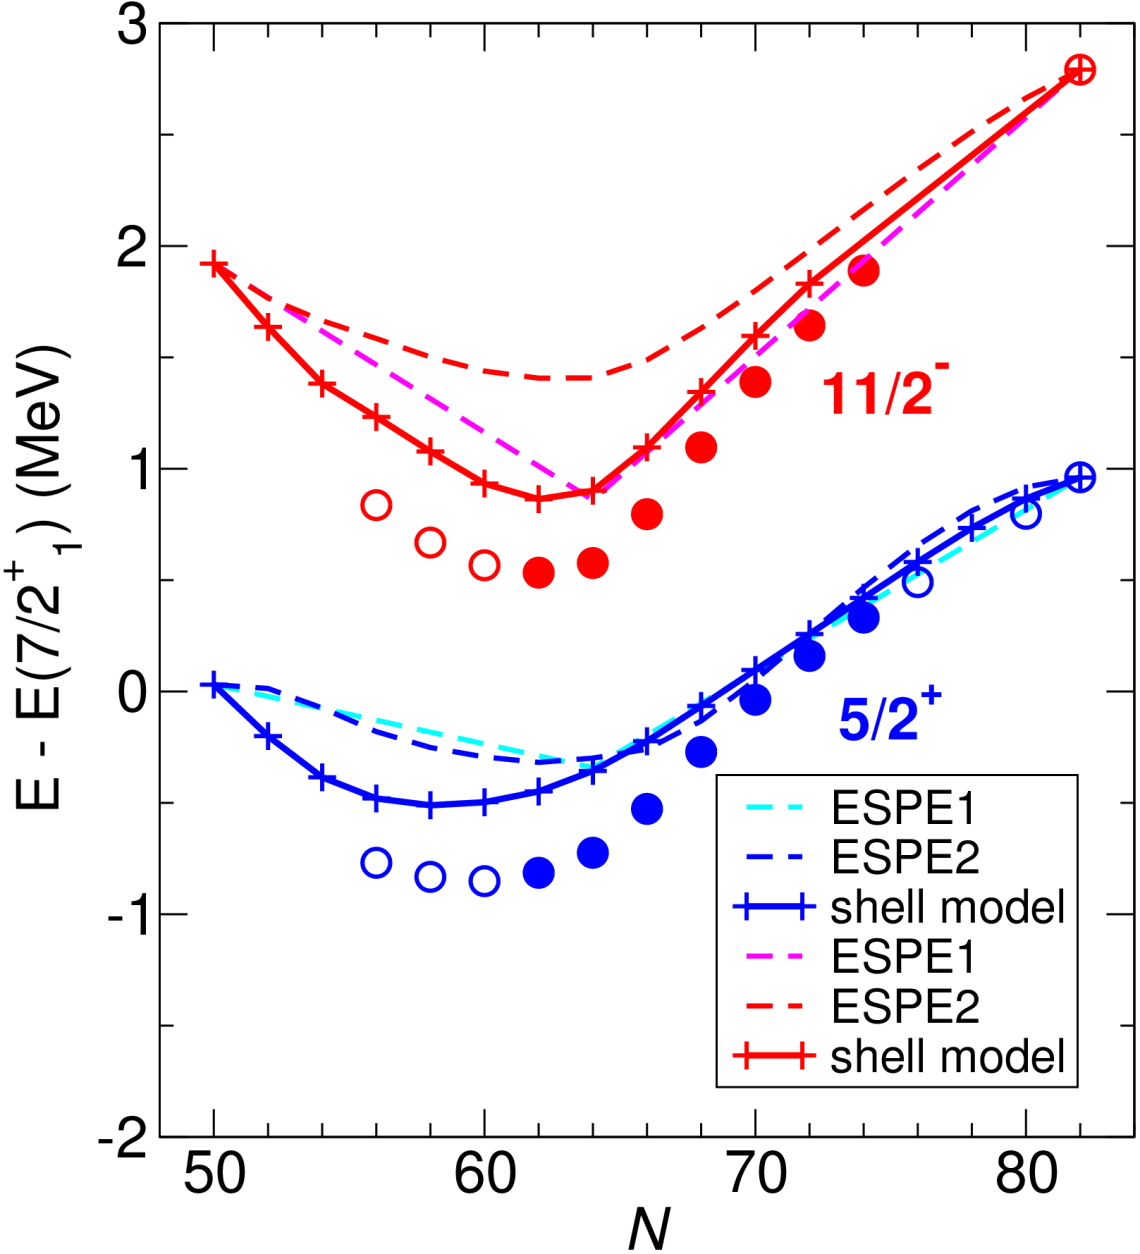 3
2
1
0
-1
-2
E - E(7/2⁺₁) (MeV)
11/2⁻
5/2⁺
ESPE1
ESPE2
shell model
ESPE1
ESPE2
shell model
50 60 70 80
N